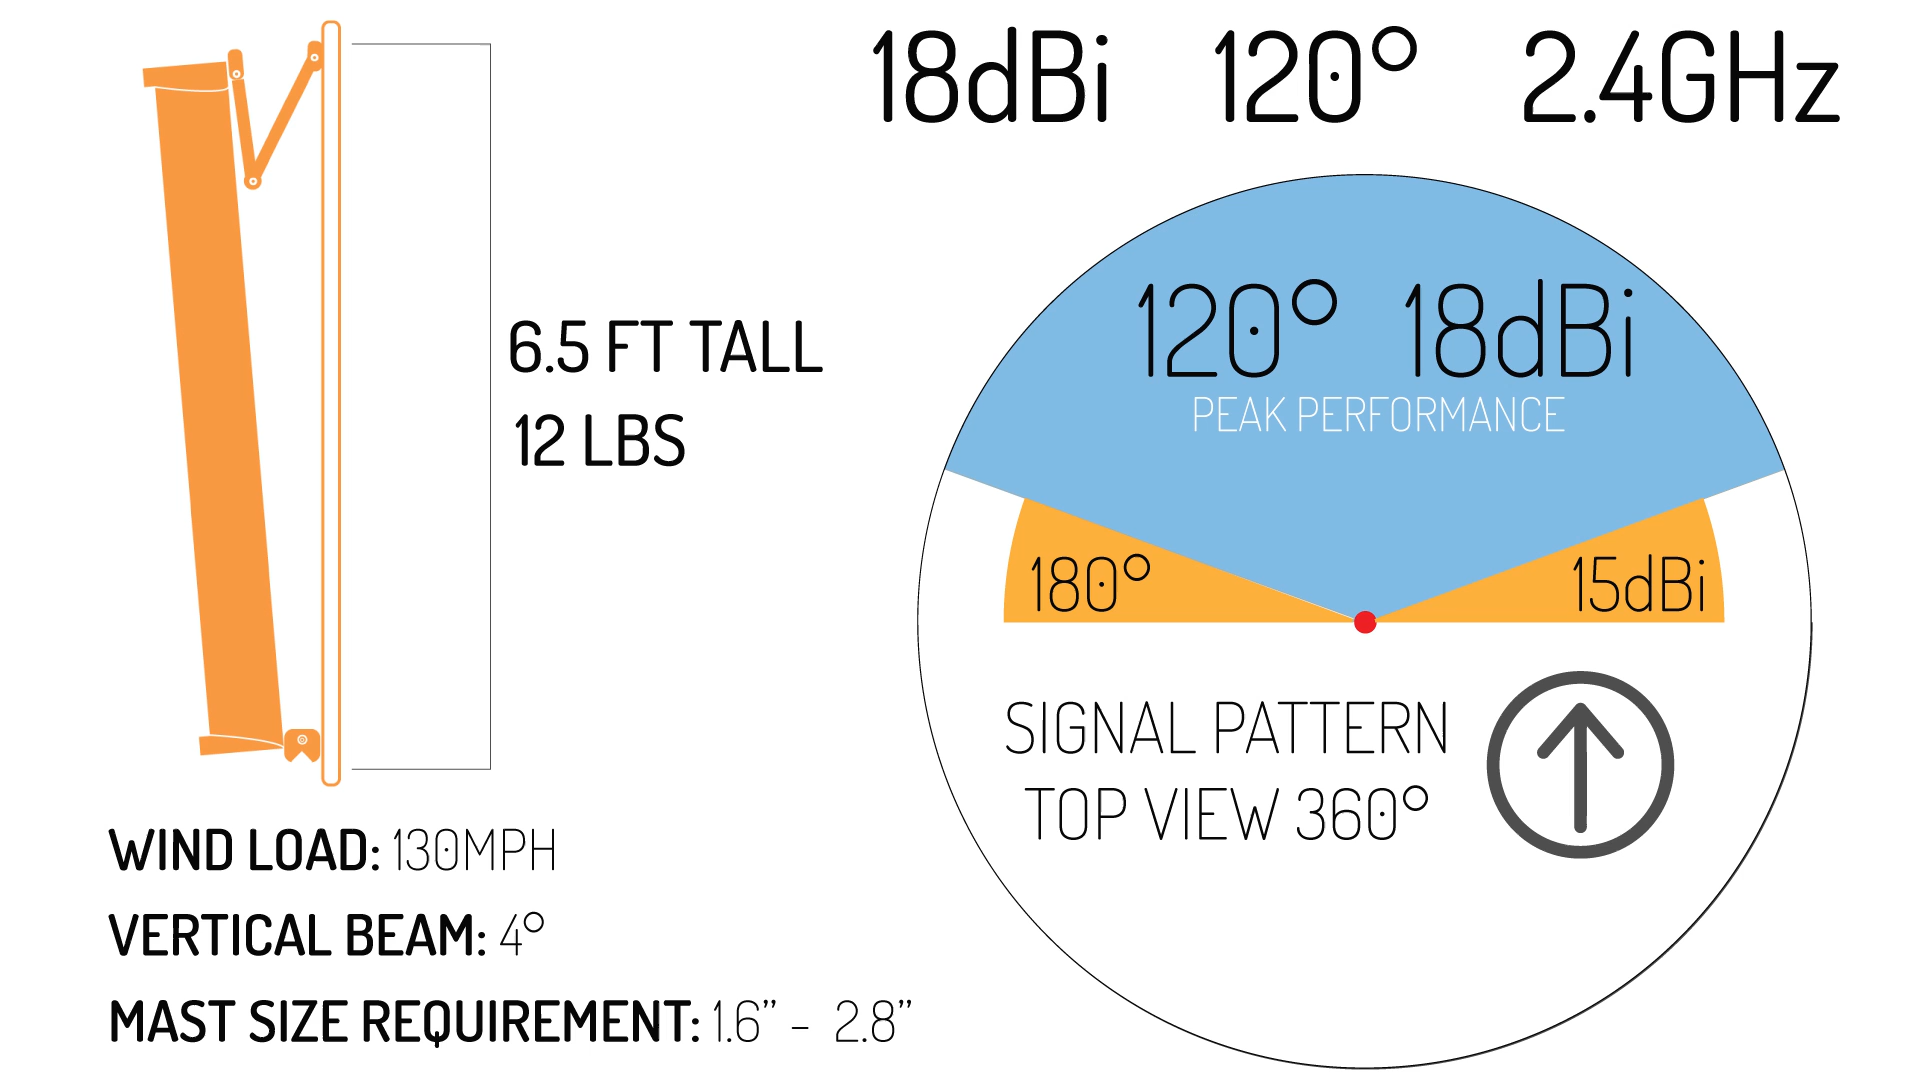 18dBi 120° 2.4GHz
6.5 FT TALL
12 LBS
120° 18dBi
PEAK PERFORMANCE
180° 15dBi
SIGNAL PATTERN
TOP VIEW 360°
WIND LOAD: 130MPH
VERTICAL BEAM: 4°
MAST SIZE REQUIREMENT: 1.6” - 2.8”